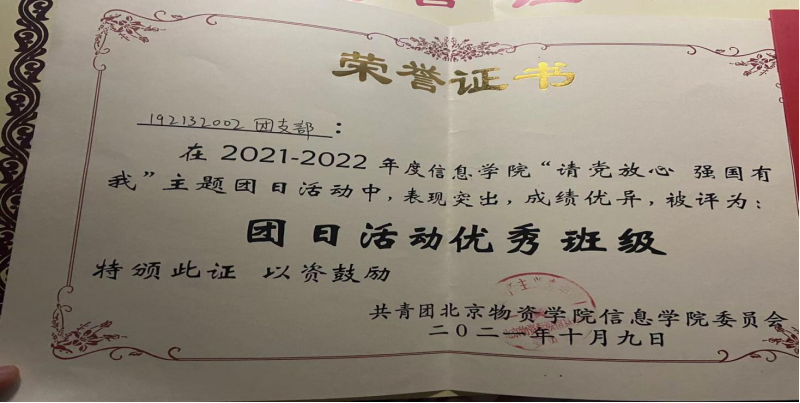 荣誉证书
192132002 团支部：
在 2021-2022 年度信息学院“请党放心 强国有
我”主题团日活动中，表现突出，成绩优异，被评为：
团日活动优秀班级
特颁此证 以资鼓励
共青团北京物资学院信息学院委员会
二〇二一年十月九日